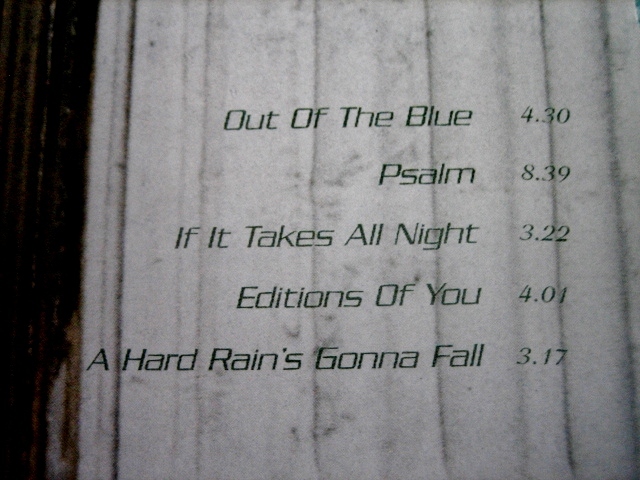 Out Of The Blue 4.30
Psalm 8.39
If It Takes All Night 3.22
Editions Of You 4.01
A Hard Rain's Gonna Fall 3.17